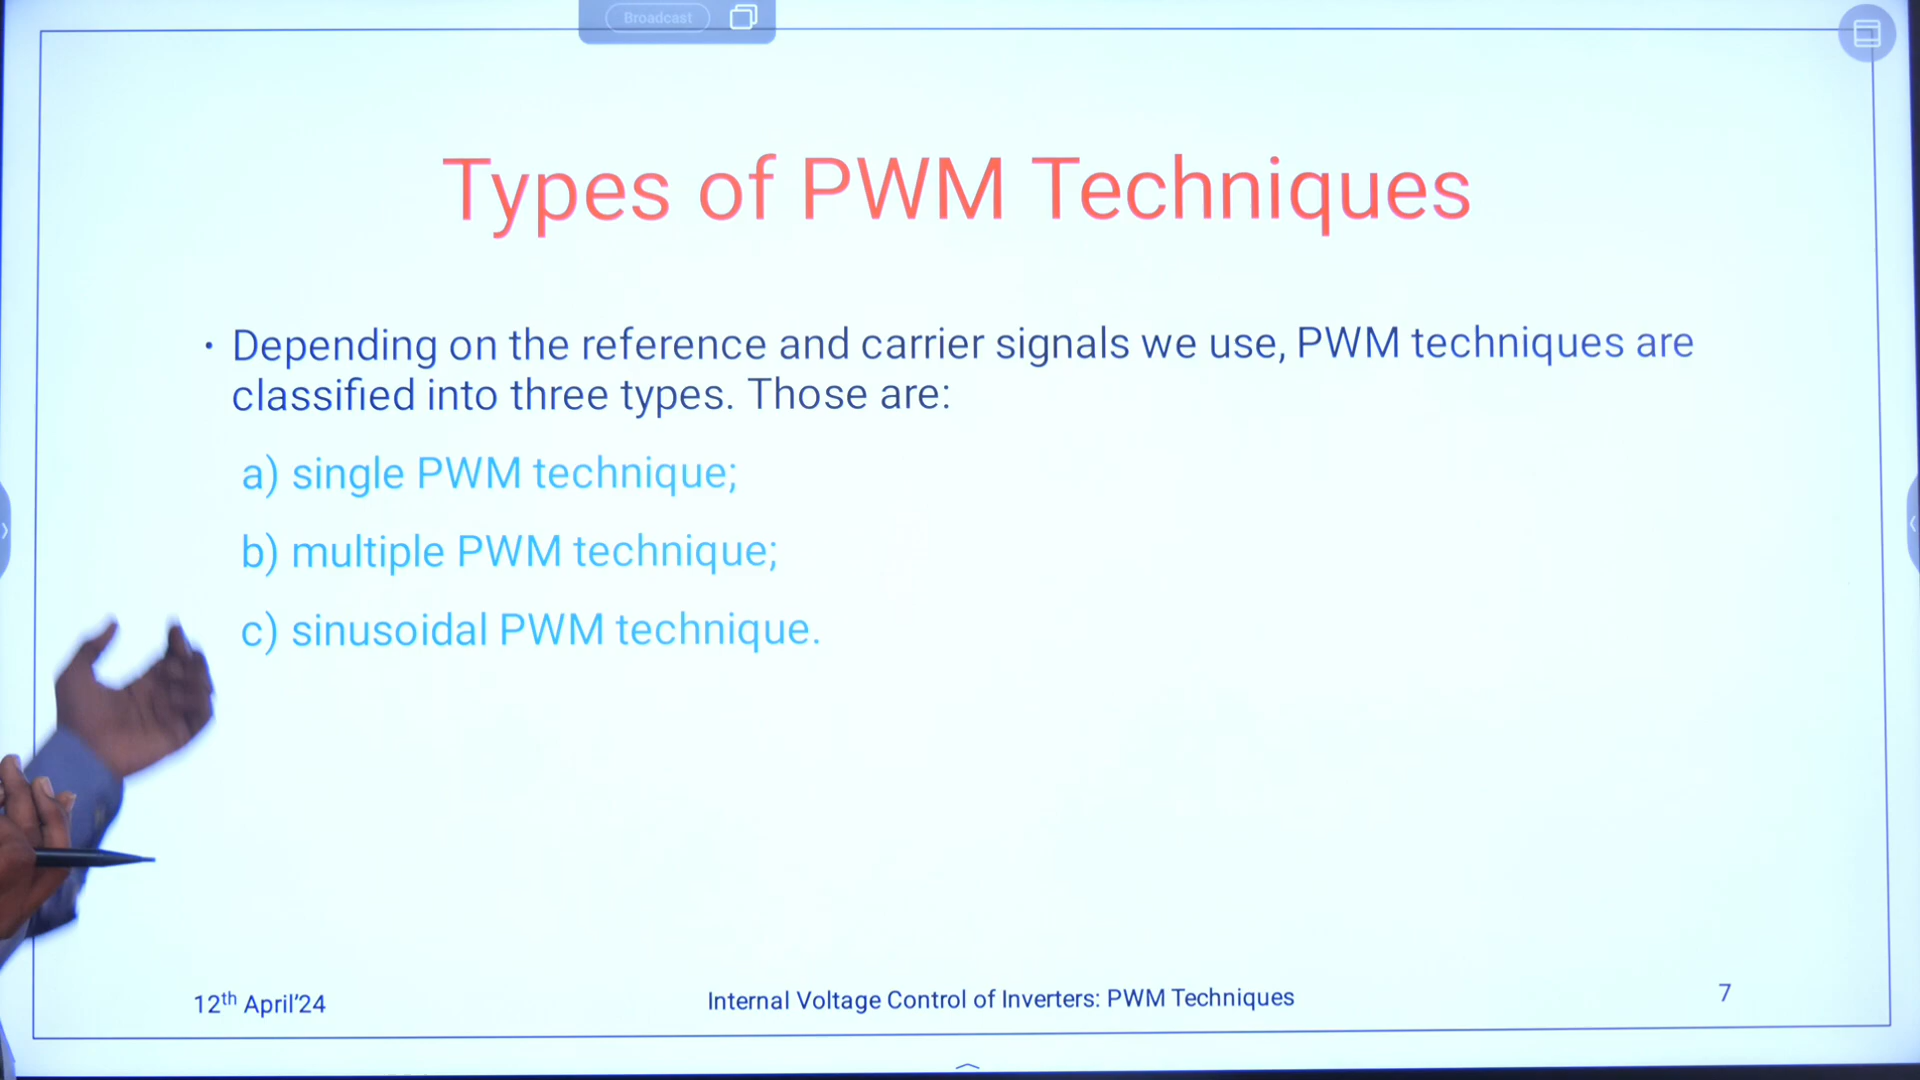 Broadcast
Types of PWM Techniques
• Depending on the reference and carrier signals we use, PWM techniques are
classified into three types. Those are:
a) single PWM technique;
b) multiple PWM technique;
c) sinusoidal PWM technique.
12th April'24
Internal Voltage Control of Inverters: PWM Techniques
7